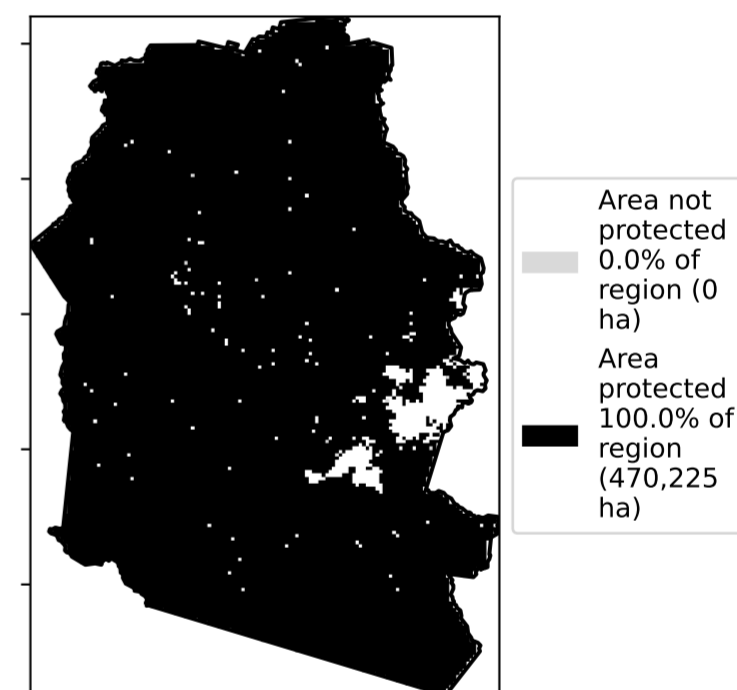 Area not
protected
0.0% of
region (0
ha)
Area
protected
100.0% of
region
(470,225
ha)